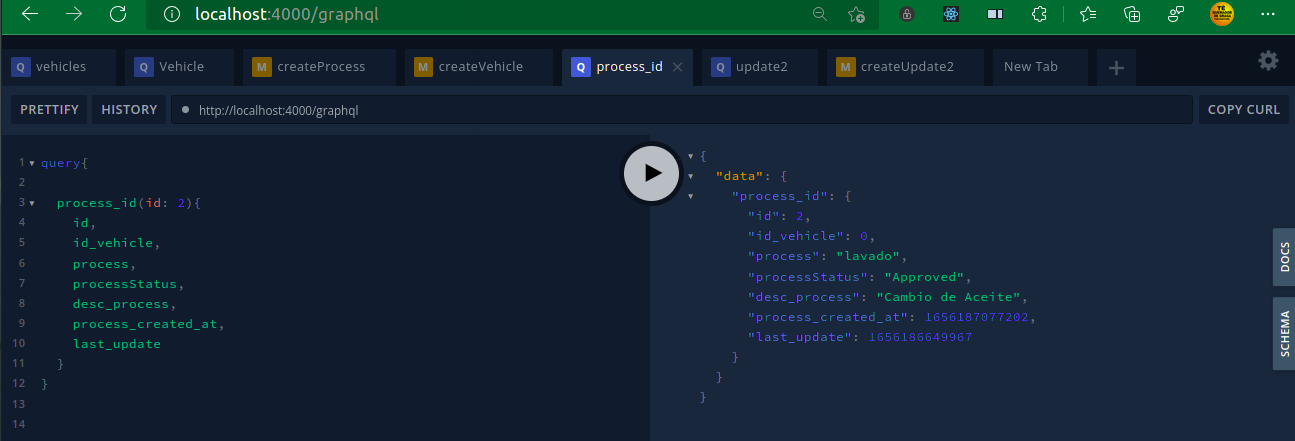 localhost:4000/graphql
TE
Q vehicles
Q Vehicle
M createProcess
M createVehicle
Q process_id
Q update2
M createUpdate2
New Tab
PRETTIFY
HISTORY
http://localhost:4000/graphql
COPY CURL
1 query{
2
3 process_id(id: 2){
4 id,
5 id_vehicle,
6 process,
7 processStatus,
8 desc_process,
9 process_created_at,
10 last_update
11 }
12 }
13
14
{
"data": {
"process_id": {
"id": 2,
"id_vehicle": 0,
"process": "lavado",
"processStatus": "Approved",
"desc_process": "Cambio de Aceite",
"process_created_at": 1656187077202,
"last_update": 1656186649967
}
}
}
DOCS
SCHEMA